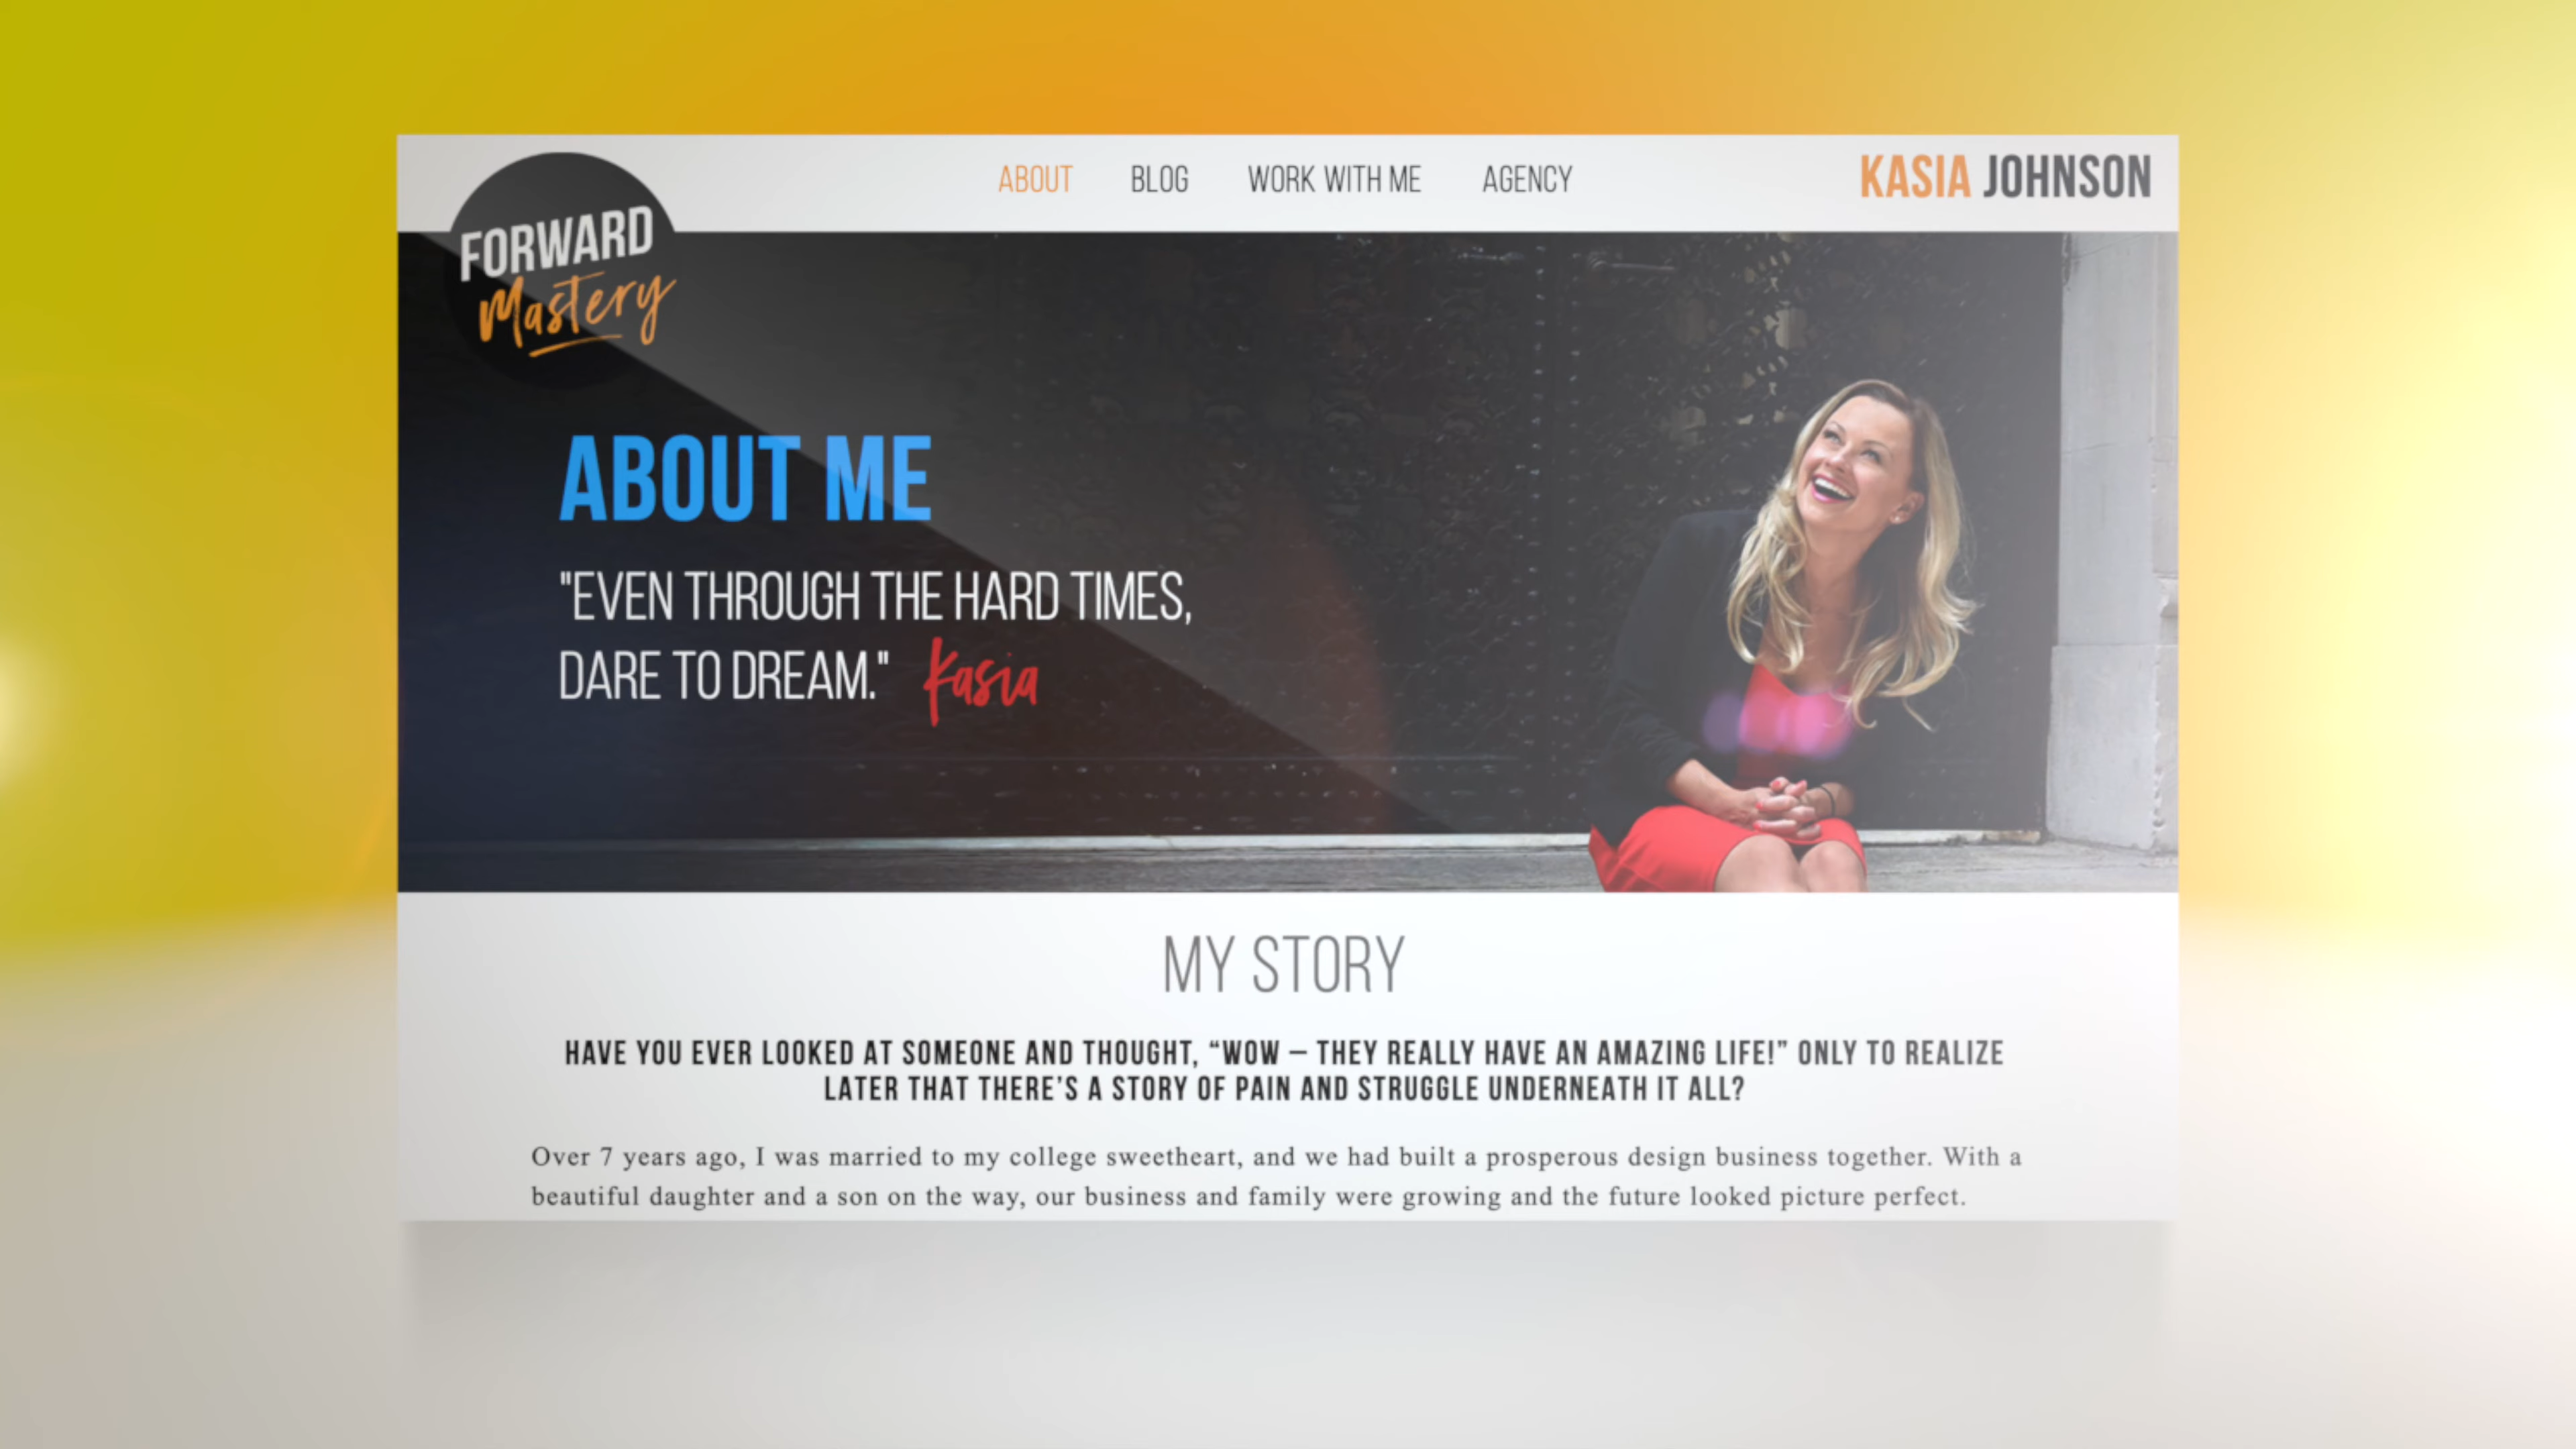 FORWARD
Mastery
ABOUT BLOG WORK WITH ME AGENCY
KASIA JOHNSON
ABOUT ME
"EVEN THROUGH THE HARD TIMES,
DARE TO DREAM." Kasia
MY STORY
HAVE YOU EVER LOOKED AT SOMEONE AND THOUGHT, “WOW – THEY REALLY HAVE AN AMAZING LIFE!” ONLY TO REALIZE
LATER THAT THERE’S A STORY OF PAIN AND STRUGGLE UNDERNEATH IT ALL?
Over 7 years ago, I was married to my college sweetheart, and we had built a prosperous design business together. With a
beautiful daughter and a son on the way, our business and family were growing and the future looked picture perfect.